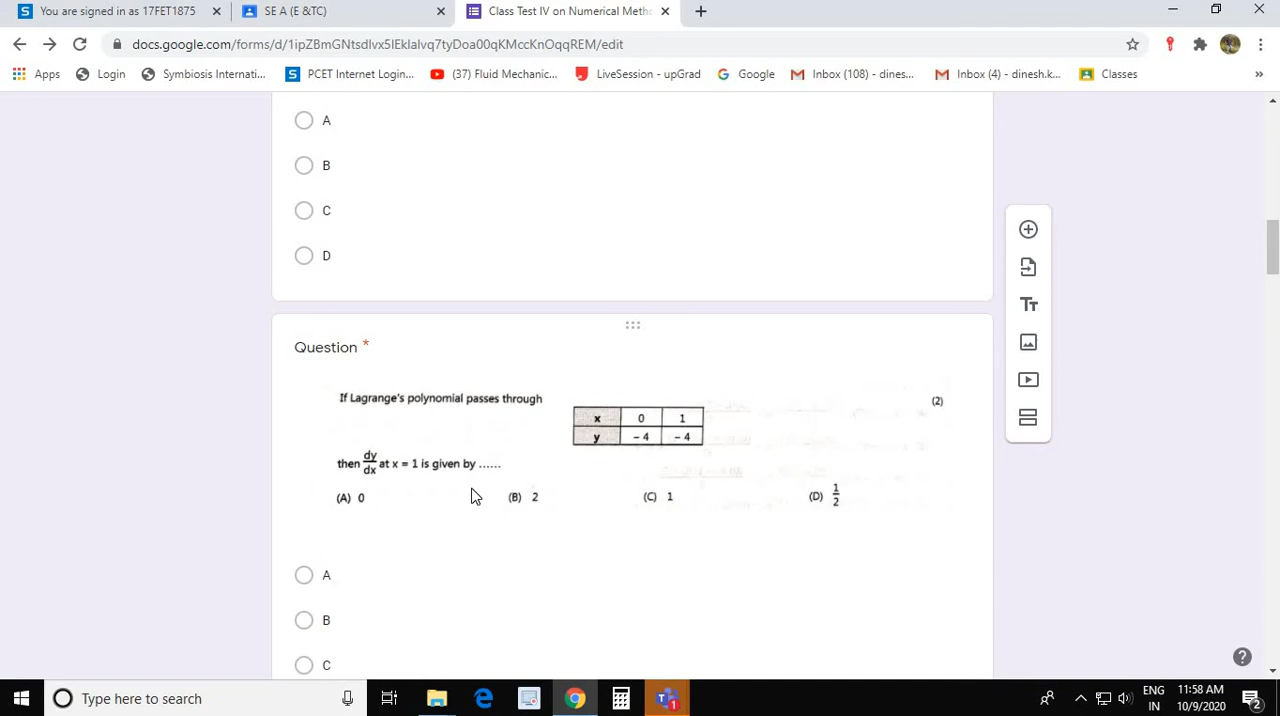 You are signed in as 17FET1875
SE A (E &TC)
Class Test IV on Numerical Meth
docs.google.com/forms/d/1ipZBmGNtsdlvx5lEklalvq7tyDoa00qKMccKnOqqREM/edit
Apps
Login
Symbiosis Internati...
PCET Internet Login...
(37) Fluid Mechanic...
LiveSession - upGrad
Google
Inbox (108) - dines...
Inbox (4) - dinesh.k...
Classes
»
A
B
C
D
Question *
If Lagrange's polynomial passes through
x 0 1
y - 4 - 4
(2)
then dy/dx at x = 1 is given by ......
(A) 0 (B) 2 (C) 1 (D) 1/2
A
B
C
Type here to search
ENG
IN
11:58 AM
10/9/2020
2
1